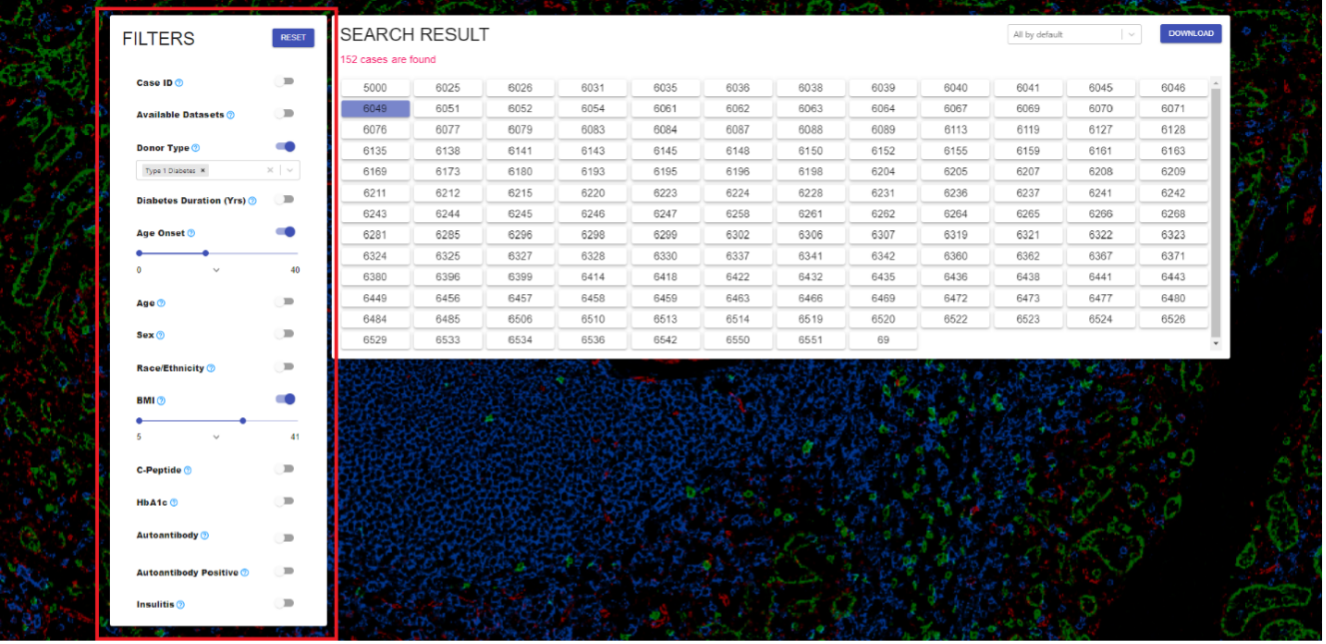 FILTERS
RESET
Case ID
Available Datasets
Donor Type
Type 1 Diabetes ×
Diabetes Duration (Yrs)
Age Onset
0 40
Age
Sex
Race/Ethnicity
BMI
5 41
C-Peptide
HbA1c
Autoantibody
Autoantibody Positive
Insulitis
SEARCH RESULT
All by default
DOWNLOAD
152 cases are found
5000 6025 6026 6031 6035 6036 6038 6039 6040 6041 6045 6046
6049 6051 6052 6054 6061 6062 6063 6064 6067 6069 6070 6071
6076 6077 6079 6083 6084 6087 6088 6089 6113 6119 6127 6128
6135 6138 6141 6143 6145 6148 6150 6152 6155 6159 6161 6163
6169 6173 6180 6193 6195 6196 6198 6204 6205 6207 6208 6209
6211 6212 6215 6220 6223 6224 6228 6231 6236 6237 6241 6242
6243 6244 6245 6246 6247 6258 6261 6262 6264 6265 6266 6268
6281 6285 6296 6298 6299 6302 6306 6307 6319 6321 6322 6323
6324 6325 6327 6328 6330 6337 6341 6342 6360 6362 6367 6371
6380 6396 6399 6414 6418 6422 6432 6435 6436 6438 6441 6443
6449 6456 6457 6458 6459 6463 6466 6469 6472 6473 6477 6480
6484 6485 6506 6510 6513 6514 6519 6520 6522 6523 6524 6526
6529 6533 6534 6536 6542 6550 6551 69